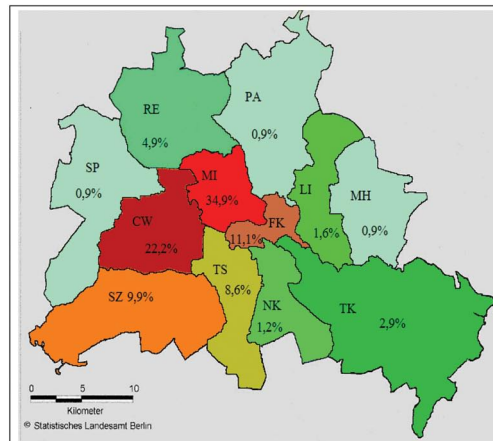 RE
4,9%
PA
0,9%
SP
0,9%
MI
34,9%
LI
1,6%
MH
0,9%
CW
22,2%
FK
11,1%
SZ 9,9%
TS
8,6%
NK
1,2%
TK
2,9%
0 5 10
Kilometer
© Statistisches Landesamt Berlin